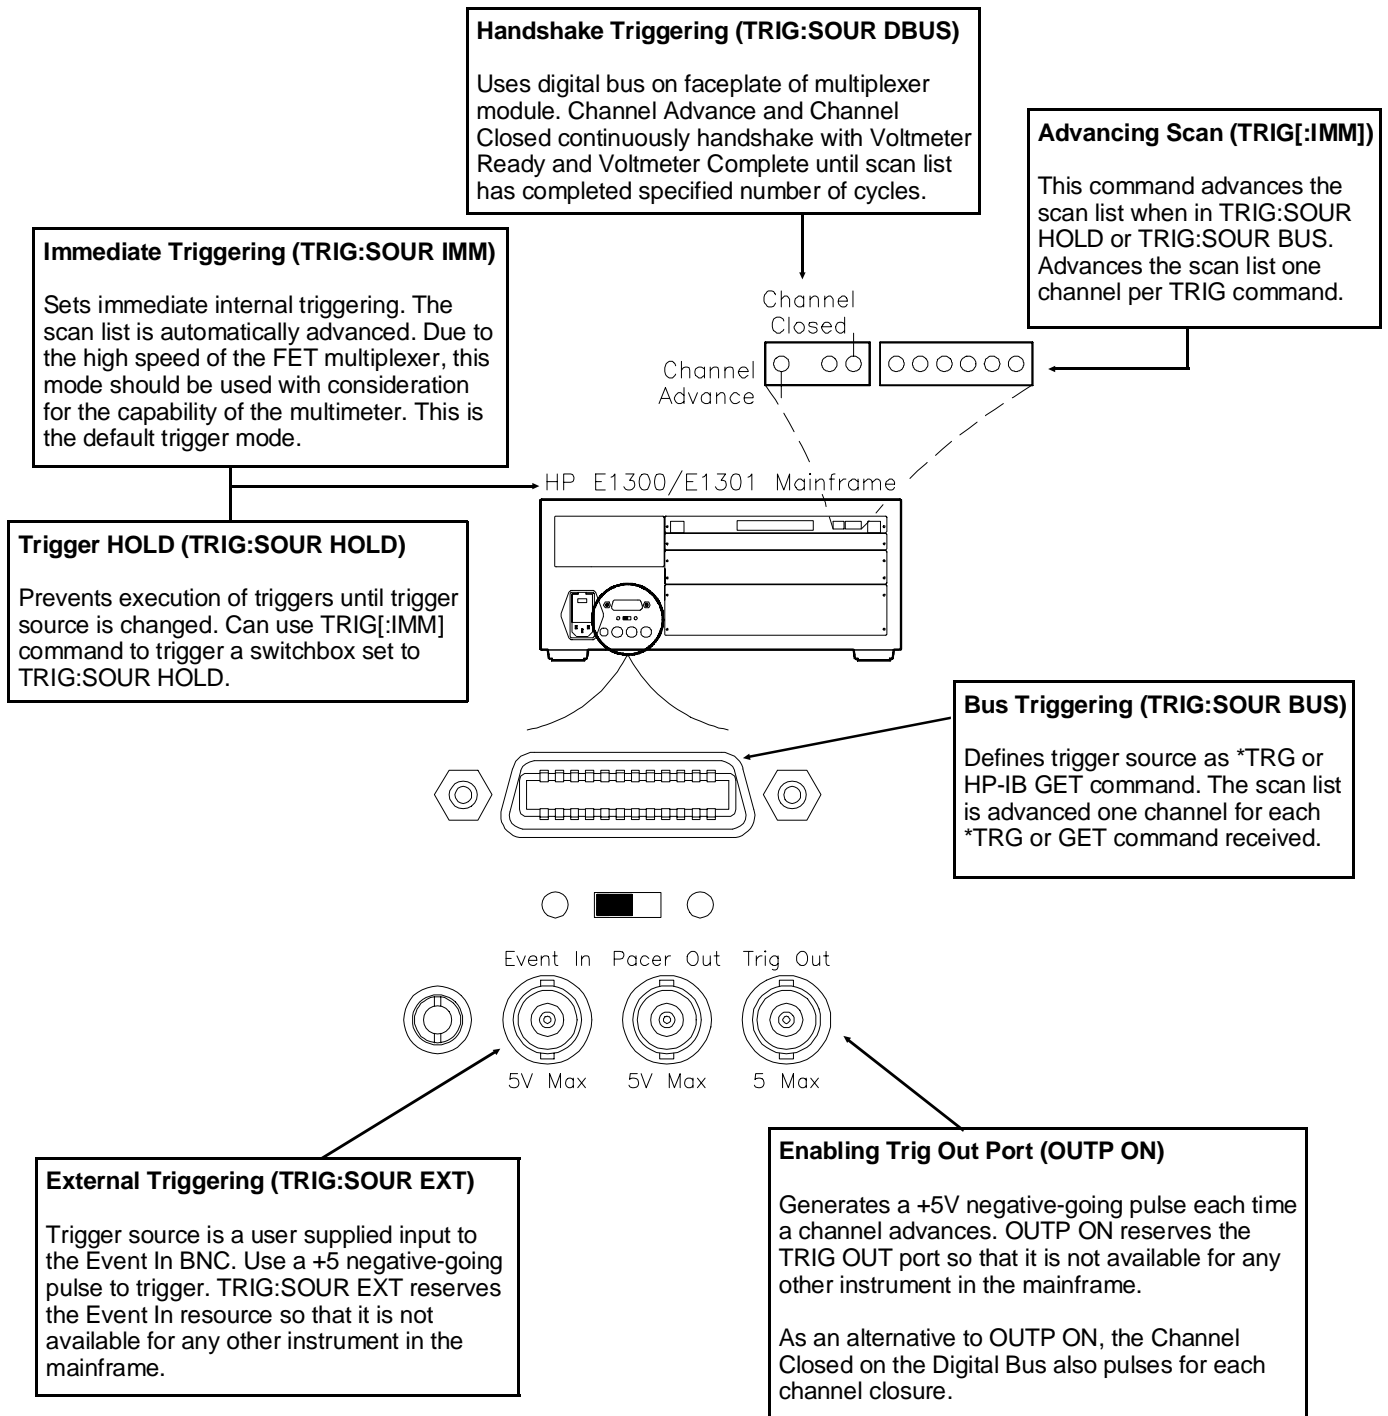 Handshake Triggering (TRIG:SOUR DBUS)
Uses digital bus on faceplate of multiplexer
module. Channel Advance and Channel
Closed continuously handshake with Voltmeter
Ready and Voltmeter Complete until scan list
has completed specified number of cycles.
Advancing Scan (TRIG[:IMM])
This command advances the
scan list when in TRIG:SOUR
HOLD or TRIG:SOUR BUS.
Advances the scan list one
channel per TRIG command.
Immediate Triggering (TRIG:SOUR IMM)
Sets immediate internal triggering. The
scan list is automatically advanced. Due to
the high speed of the FET multiplexer, this
mode should be used with consideration
for the capability of the multimeter. This is
the default trigger mode.
Channel
Closed
Channel
Advance
HP E1300/E1301 Mainframe
Trigger HOLD (TRIG:SOUR HOLD)
Prevents execution of triggers until trigger
source is changed. Can use TRIG[:IMM]
command to trigger a switchbox set to
TRIG:SOUR HOLD.
Bus Triggering (TRIG:SOUR BUS)
Defines trigger source as *TRG or
HP-IB GET command. The scan list
is advanced one channel for each
*TRG or GET command received.
Event In Pacer Out Trig Out
5V Max 5V Max 5 Max
External Triggering (TRIG:SOUR EXT)
Trigger source is a user supplied input to
the Event In BNC. Use a +5 negative-going
pulse to trigger. TRIG:SOUR EXT reserves
the Event In resource so that it is not
available for any other instrument in the
mainframe.
Enabling Trig Out Port (OUTP ON)
Generates a +5V negative-going pulse each time
a channel advances. OUTP ON reserves the
TRIG OUT port so that it is not available for any
other instrument in the mainframe.
As an alternative to OUTP ON, the Channel
Closed on the Digital Bus also pulses for each
channel closure.